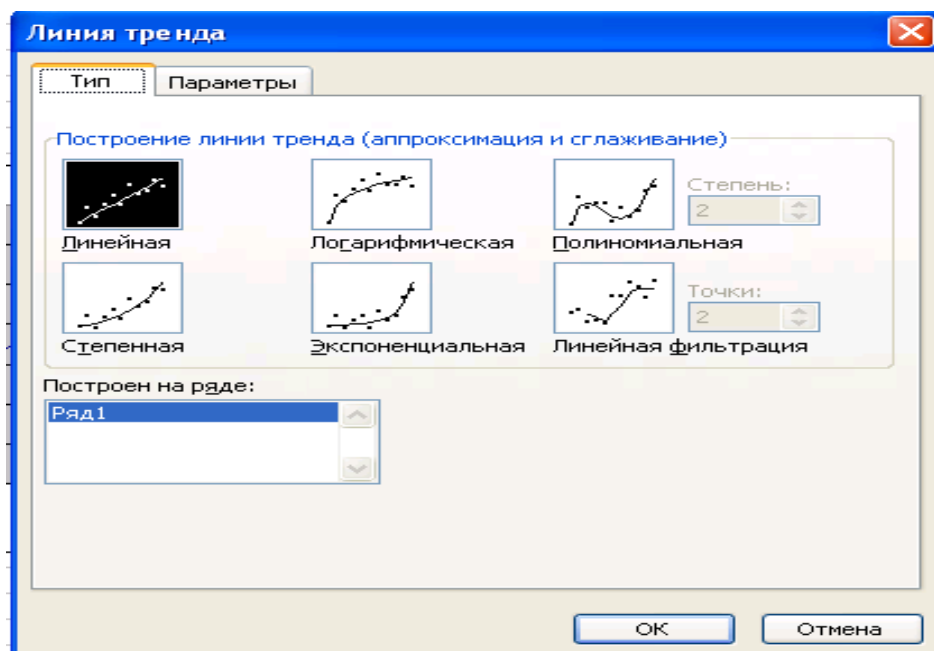 Линия тренда
Тип Параметры
Построение линии тренда (аппроксимация и сглаживание)
Степень:
2
Линейная Логарифмическая Полиномиальная
Точки:
2
Степенная Экспоненциальная Линейная фильтрация
Построен на ряде:
Ряд1
ОК Отмена